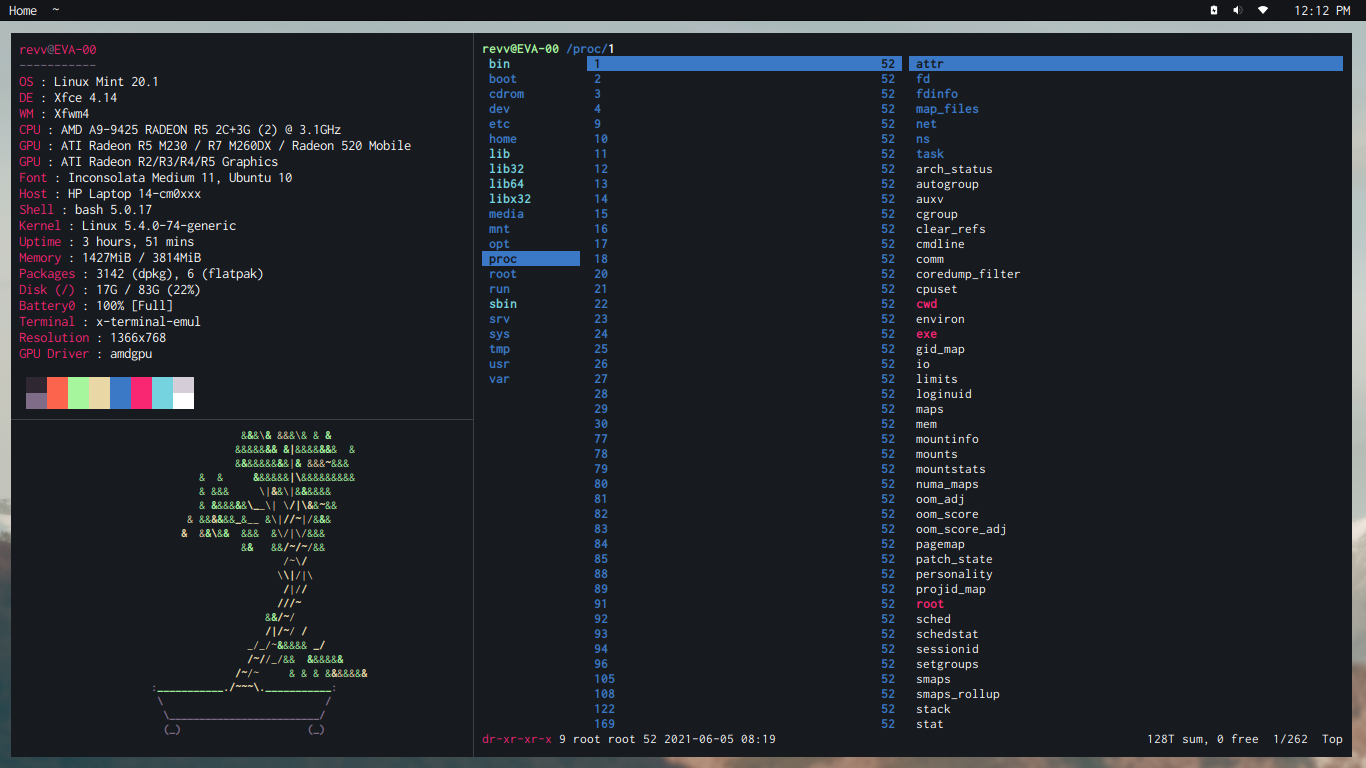 Home ~ 12:12 PM
revv@EVA-00
-----------
OS : Linux Mint 20.1
DE : Xfce 4.14
WM : Xfwm4
CPU : AMD A9-9425 RADEON R5 2C+3G (2) @ 3.1GHz
GPU : ATI Radeon R5 M230 / R7 M260DX / Radeon 520 Mobile
GPU : ATI Radeon R2/R3/R4/R5 Graphics
Font : Inconsolata Medium 11, Ubuntu 10
Host : HP Laptop 14-cm0xxx
Shell : bash 5.0.17
Kernel : Linux 5.4.0-74-generic
Uptime : 3 hours, 51 mins
Memory : 1427MiB / 3814MiB
Packages : 3142 (dpkg), 6 (flatpak)
Disk (/) : 17G / 83G (22%)
Battery0 : 100% [Full]
Terminal : x-terminal-emul
Resolution : 1366x768
GPU Driver : amdgpu
revv@EVA-00 /proc/1
bin 1 52 attr
boot 2 52 fd
cdrom 3 52 fdinfo
dev 4 52 map_files
etc 9 52 net
home 10 52 ns
lib 11 52 task
lib32 12 52 arch_status
lib64 13 52 autogroup
libx32 14 52 auxv
media 15 52 cgroup
mnt 16 52 clear_refs
opt 17 52 cmdline
proc 18 52 comm
root 20 52 coredump_filter
run 21 52 cpuset
sbin 22 52 cwd
srv 23 52 environ
sys 24 52 exe
tmp 25 52 gid_map
usr 26 52 io
var 27 52 limits
28 52 loginuid
29 52 maps
30 52 mem
77 52 mountinfo
78 52 mounts
79 52 mountstats
80 52 numa_maps
81 52 oom_adj
82 52 oom_score
83 52 oom_score_adj
84 52 pagemap
85 52 patch_state
88 52 personality
89 52 projid_map
91 52 root
92 52 sched
93 52 schedstat
94 52 sessionid
96 52 setgroups
105 52 smaps
108 52 smaps_rollup
122 52 stack
169 52 stat
dr-xr-xr-x 9 root root 52 2021-06-05 08:19 128T sum, 0 free 1/262 Top